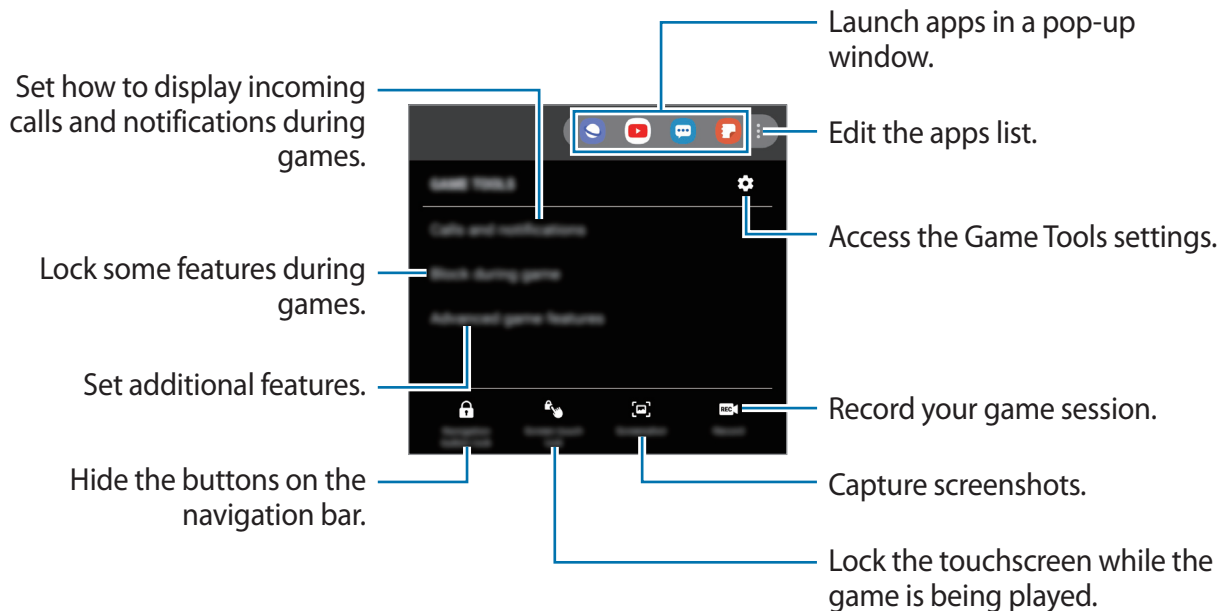 Launch apps in a pop-up
window.
Set how to display incoming
calls and notifications during
games.
Edit the apps list.
GAME TOOLS
Access the Game Tools settings.
Calls and notifications
Lock some features during
games.
Block during game
Advanced game features
Set additional features.
REC
Record your game session.
Hide the buttons on the
navigation bar.
Capture screenshots.
Lock the touchscreen while the
game is being played.